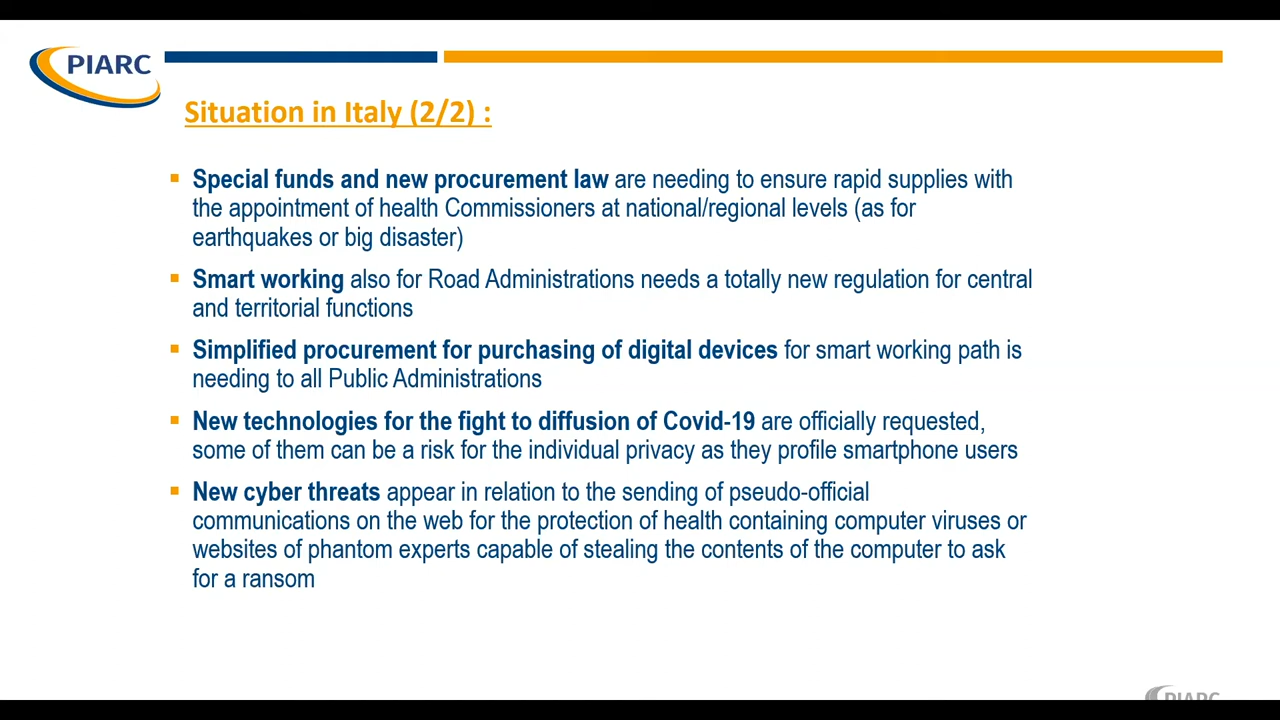 PIARC
Situation in Italy (2/2) :
Special funds and new procurement law are needing to ensure rapid supplies with
the appointment of health Commissioners at national/regional levels (as for
earthquakes or big disaster)
Smart working also for Road Administrations needs a totally new regulation for central
and territorial functions
Simplified procurement for purchasing of digital devices for smart working path is
needing to all Public Administrations
New technologies for the fight to diffusion of Covid-19 are officially requested,
some of them can be a risk for the individual privacy as they profile smartphone users
New cyber threats appear in relation to the sending of pseudo-official
communications on the web for the protection of health containing computer viruses or
websites of phantom experts capable of stealing the contents of the computer to ask
for a ransom
PIARC